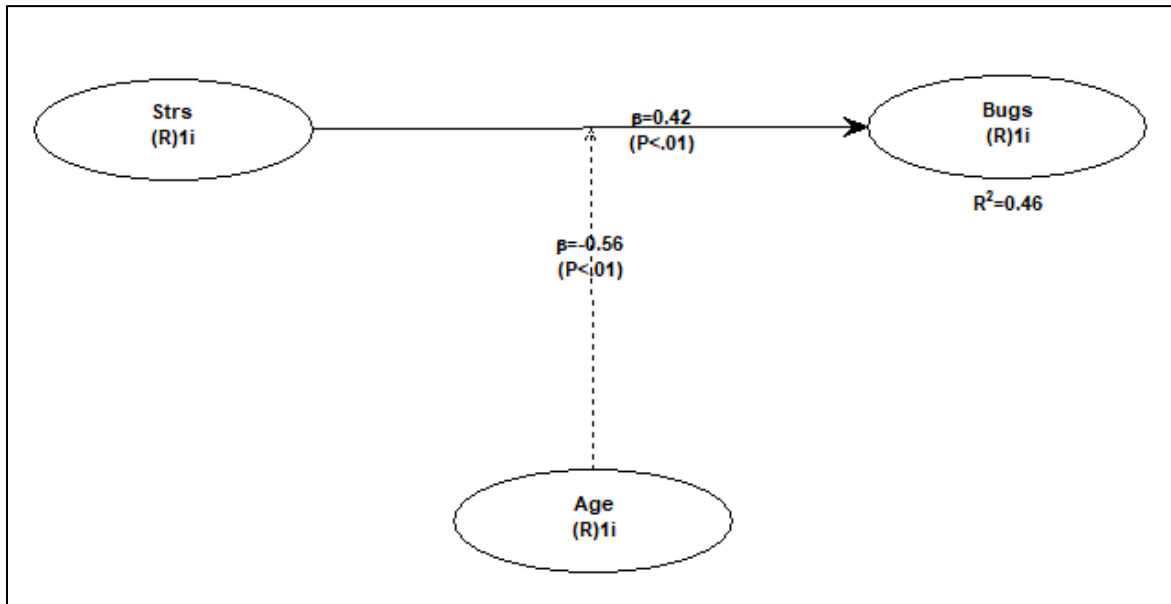 Strs
(R)1i
β=0.42
(P<.01)
Bugs
(R)1i
R²=0.46
β=-0.56
(P<.01)
Age
(R)1i